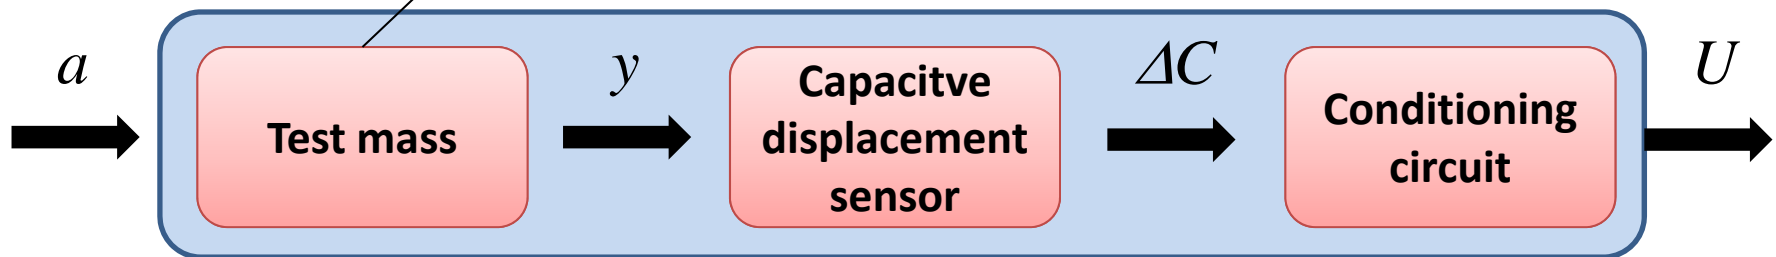 a
Test mass
y
Capacitve
displacement
sensor
ΔC
Conditioning
circuit
U